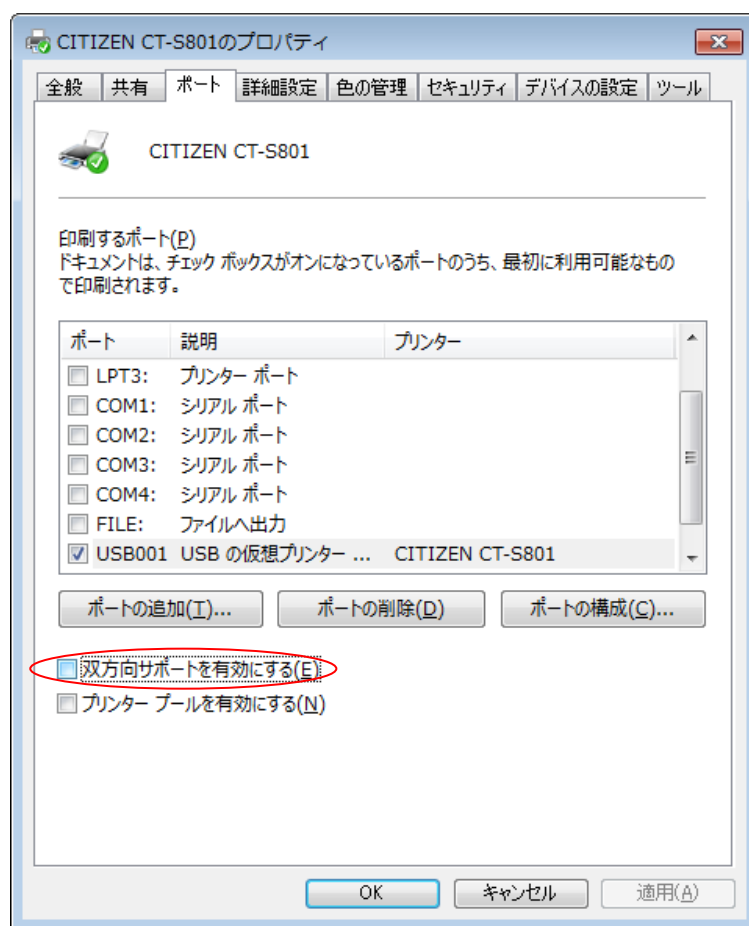 CITIZEN CT-S801のプロパティ
全般 共有 ポート 詳細設定 色の管理 セキュリティ デバイスの設定 ツール
CITIZEN CT-S801
印刷するポート(P)
ドキュメントは、チェック ボックスがオンになっているポートのうち、最初に利用可能なもの
で印刷されます。
ポート 説明 プリンター
LPT3: プリンター ポート
COM1: シリアル ポート
COM2: シリアル ポート
COM3: シリアル ポート
COM4: シリアル ポート
FILE: ファイルへ出力
USB001 USB の仮想プリンター ... CITIZEN CT-S801
ポートの追加(T)... ポートの削除(D) ポートの構成(C)...
双方向サポートを有効にする(E)
プリンター プールを有効にする(N)
OK キャンセル 適用(A)